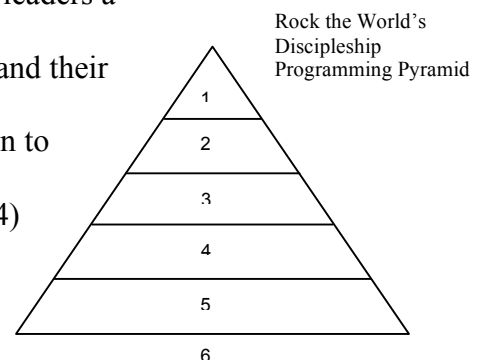 leaders a
Rock the World's
Discipleship
Programming Pyramid
and their
n to
4)
1
2
3
4
5
6